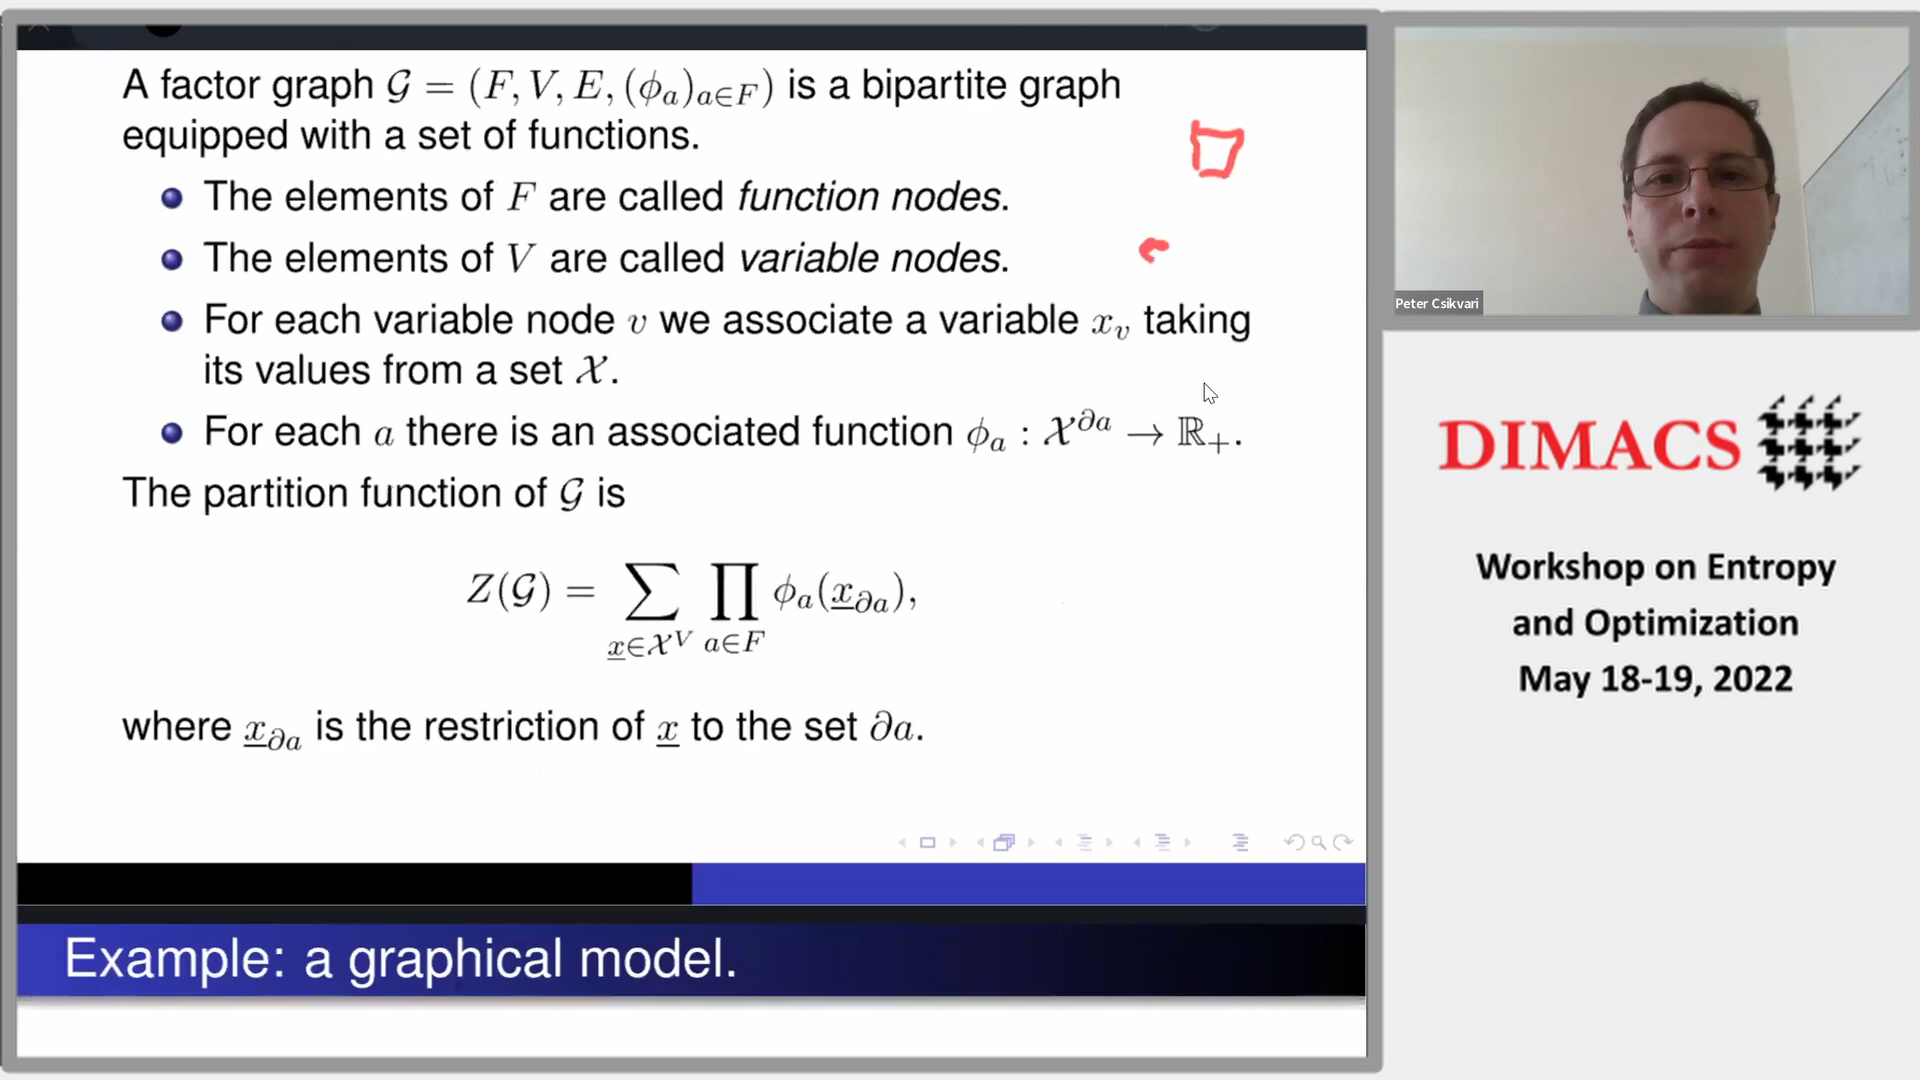 A factor graph 𝒢 = (F, V, E, (ϕ_a)_{a∈F}) is a bipartite graph
equipped with a set of functions.
The elements of F are called function nodes.
The elements of V are called variable nodes.
For each variable node v we associate a variable x_v taking
its values from a set 𝒳.
For each a there is an associated function ϕ_a : 𝒳^{∂a} → ℝ_+.
The partition function of 𝒢 is
Z(𝒢) = ∑_{x̲∈𝒳^V} ∏_{a∈F} ϕ_a(x̲_{∂a}),
where x̲_{∂a} is the restriction of x̲ to the set ∂a.
Example: a graphical model.
Peter Csikvari
DIMACS
Workshop on Entropy
and Optimization
May 18-19, 2022